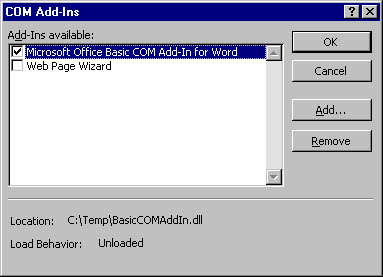 COM Add-Ins
Add-Ins available:
OK
Microsoft Office Basic COM Add-In for Word
Web Page Wizard
Cancel
Add...
Remove
Location: C:\Temp\BasicCOMAddIn.dll
Load Behavior: Unloaded